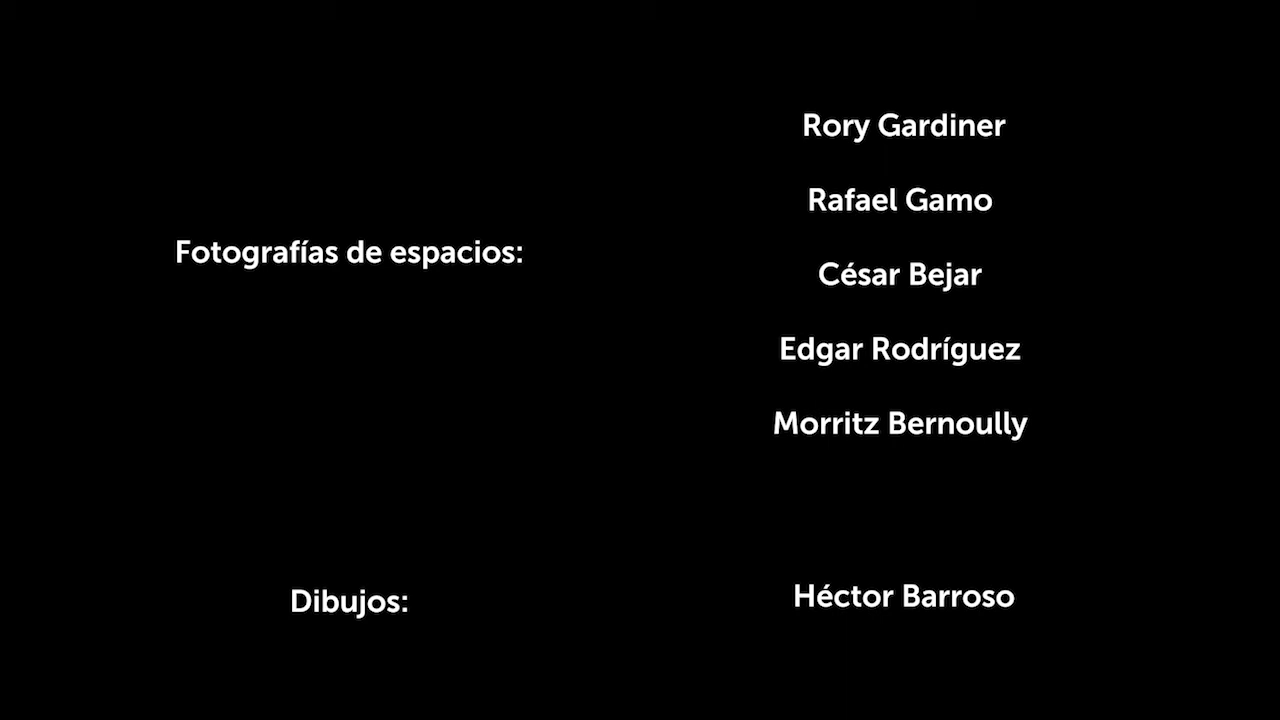 Fotografías de espacios:
Rory Gardiner
Rafael Gamo
César Bejar
Edgar Rodríguez
Morritz Bernoully
Dibujos:
Héctor Barroso